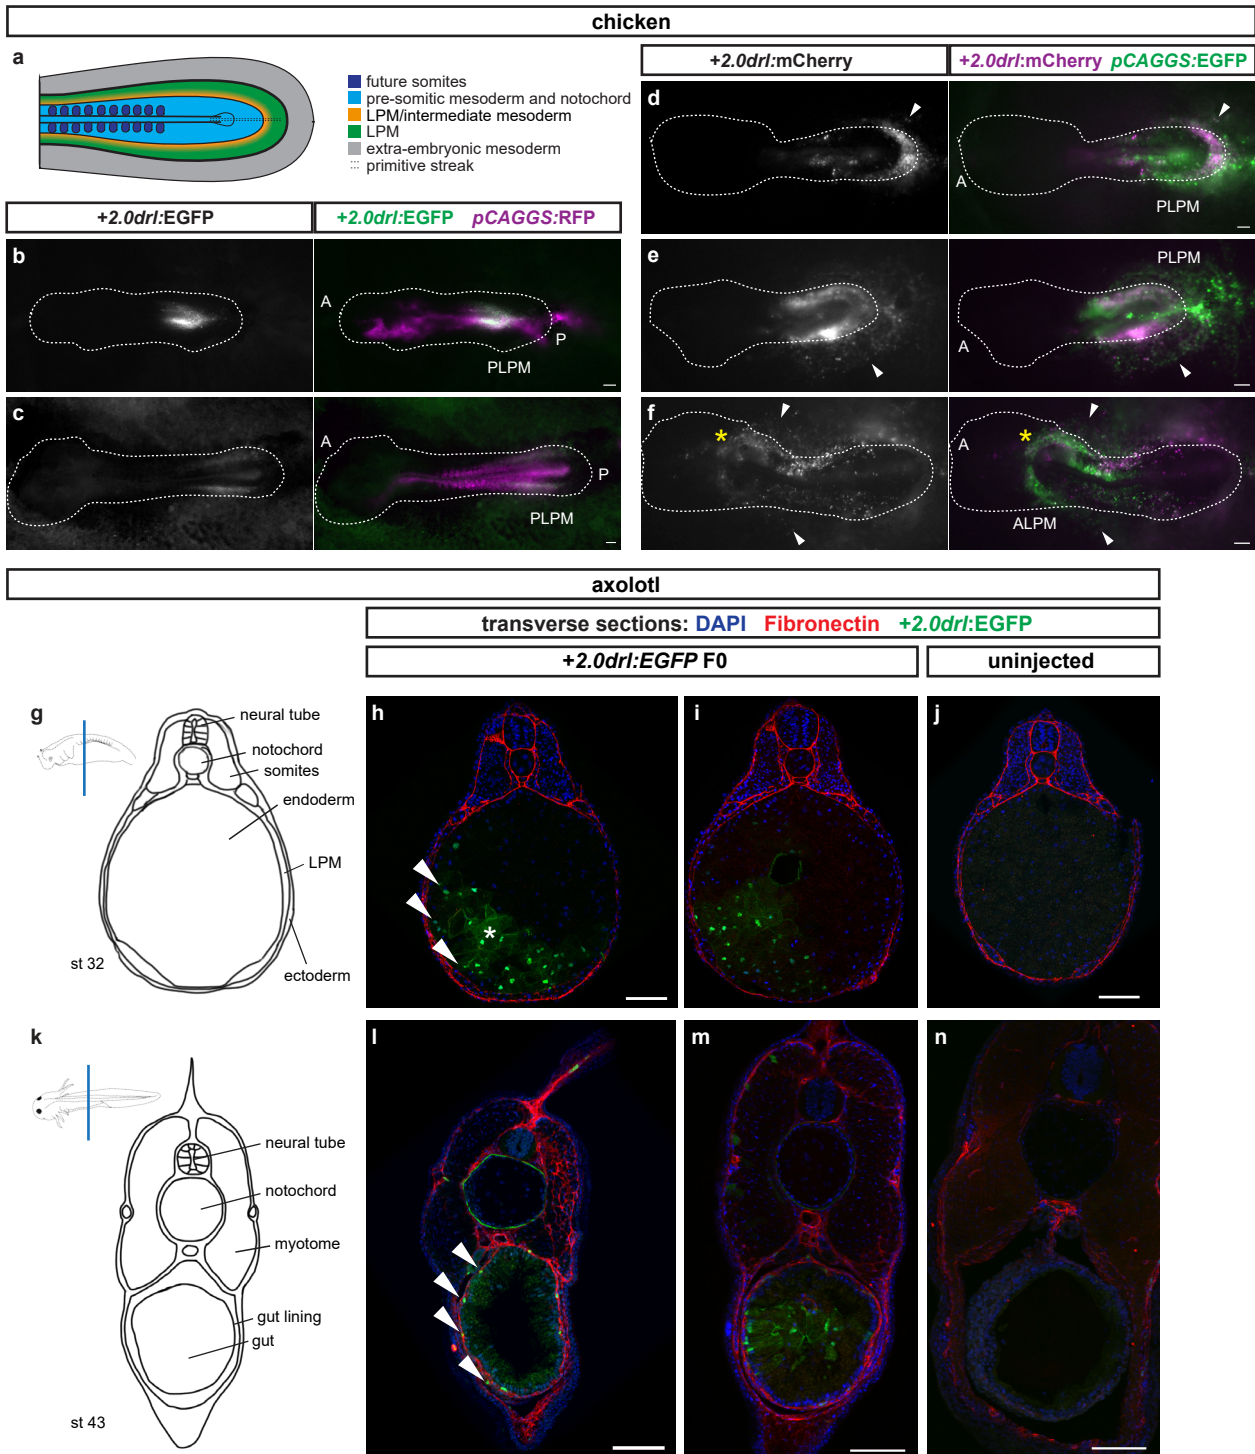 chicken
a
future somites
pre-somitic mesoderm and notochord
LPM/intermediate mesoderm
LPM
extra-embryonic mesoderm
primitive streak
+2.0drl:EGFP
+2.0drl:EGFP pCAGGS:RFP
b
A
P
PLPM
c
A
P
PLPM
+2.0drl:mCherry
+2.0drl:mCherry pCAGGS:EGFP
d
A
PLPM
e
PLPM
A
f
*
A
*
ALPM
axolotl
transverse sections: DAPI Fibronectin +2.0drl:EGFP
+2.0drl:EGFP F0
uninjected
g
neural tube
notochord
somites
endoderm
LPM
ectoderm
st 32
h
*
i
j
k
neural tube
notochord
myotome
gut lining
gut
st 43
l
m
n